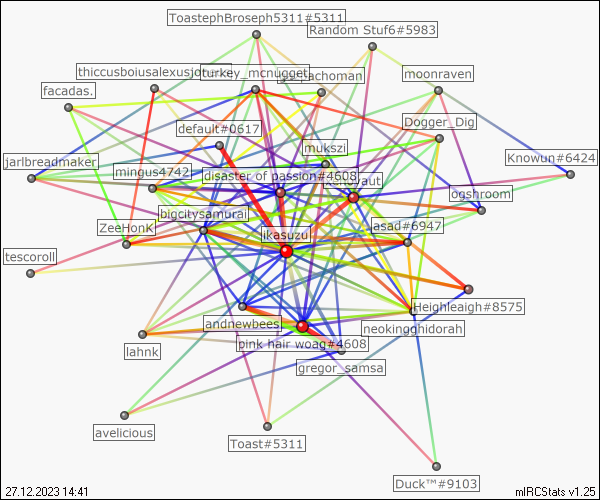 ToastephBroseph5311#5311
Random Stuf6#5983
thiccusboiusalexusjo
turkey_mcnugget
pachoman
moonraven
facadas.
Dogger_Dig
default#0617
mukszi
jarlbreadmaker
mingus4742
disaster of passion#4608
Knowun#6424
ogshroom
bigcitysamurai
ZeeHonk
ikasuzu
asad#6947
tescoroll
Heighleaigh#8575
andnewbees
neokingghidorah
lahnk
pink hair woag#4608
gregor_samsa
avelicious
Toast#5311
Duck™#9103
27.12.2023 14:41
mIRCStats v1.25